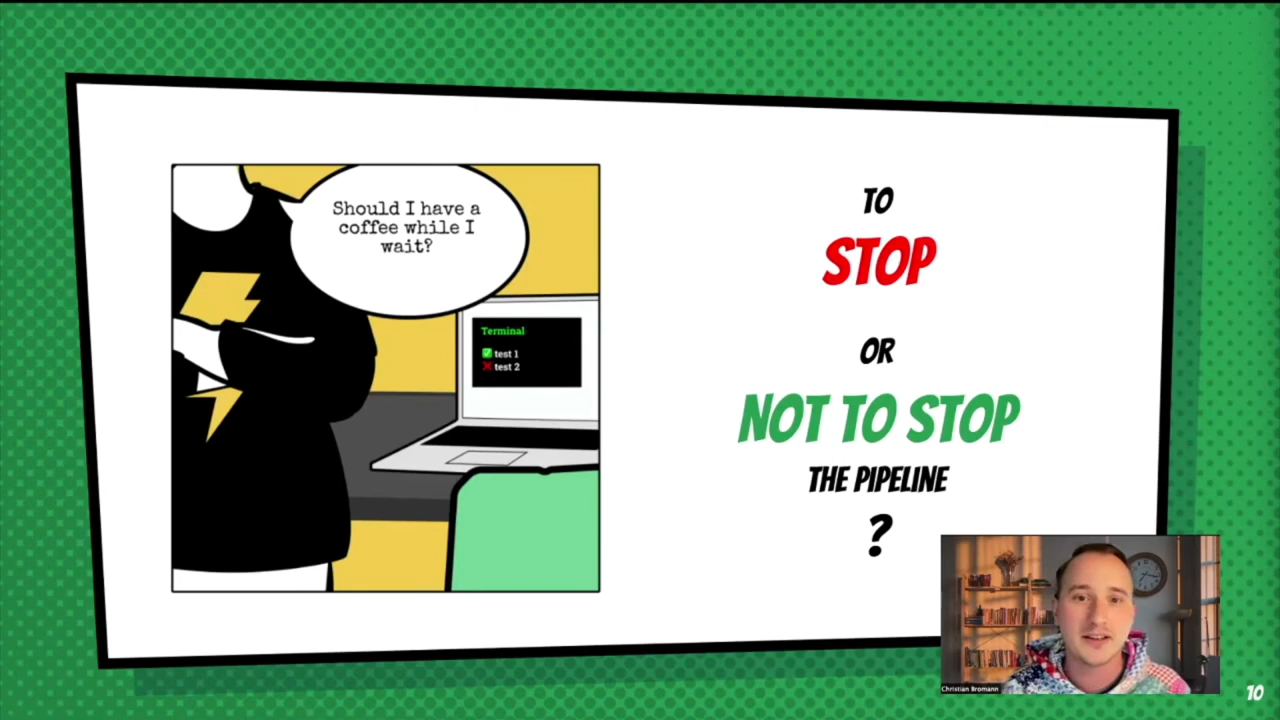 Should I have a
coffee while I
wait?
Terminal
✅ test 1
❌ test 2
TO
STOP
OR
NOT TO STOP
THE PIPELINE
?
Christian Bromann
10